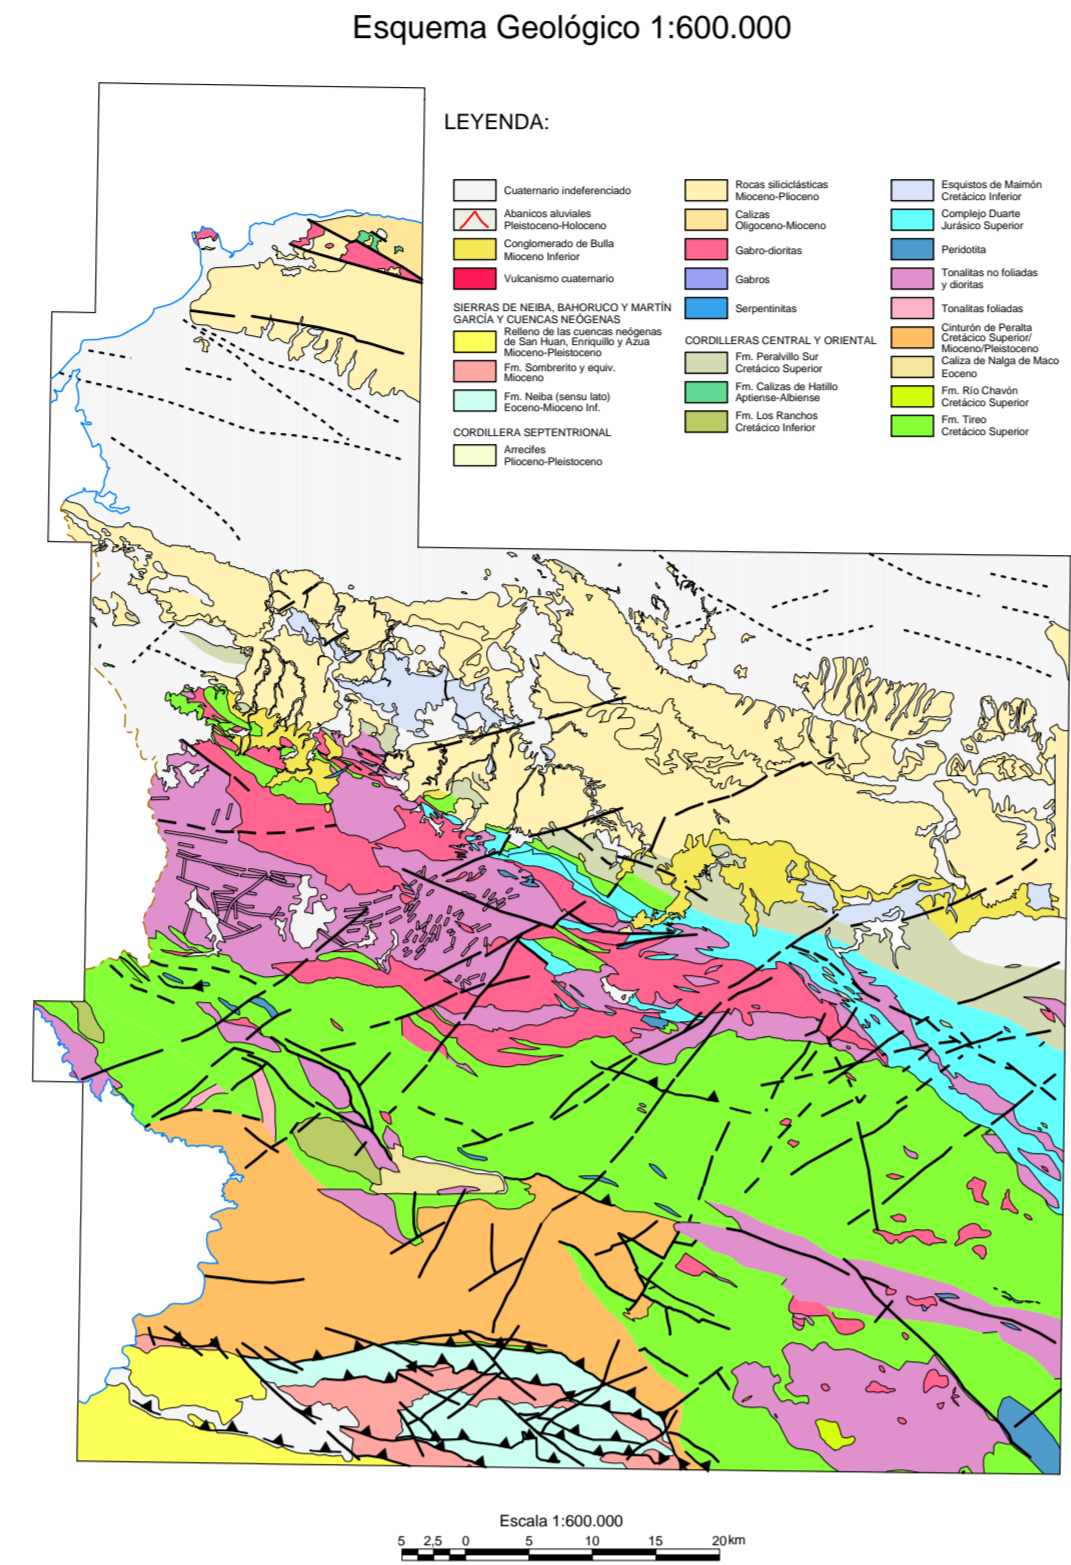 Esquema Geológico 1:600.000
LEYENDA:
Cuaternario indeferenciado
Abanicos aluviales
Pleistoceno-Holoceno
Conglomerado de Bulla
Mioceno Inferior
Vulcanismo cuaternario
SIERRAS DE NEIBA, BAHORUCO Y MARTÍN
GARCÍA Y CUENCAS NEÓGENAS
Relleno de las cuencas neógenas
de San Huan, Enriquillo y Azua
Mioceno-Pleistoceno
Fm. Sombrerito y equiv.
Mioceno
Fm. Neiba (sensu lato)
Eoceno-Mioceno Inf.
CORDILLERA SEPTENTRIONAL
Arrecifes
Plioceno-Pleistoceno
Rocas siliciclásticas
Mioceno-Plioceno
Calizas
Oligoceno-Mioceno
Gabro-dioritas
Gabros
Serpentinitas
CORDILLERAS CENTRAL Y ORIENTAL
Fm. Peralvillo Sur
Cretácico Superior
Fm. Calizas de Hatillo
Aptiense-Albiense
Fm. Los Ranchos
Cretácico Inferior
Esquistos de Maimón
Cretácico Inferior
Complejo Duarte
Jurásico Superior
Peridotita
Tonalitas no foliadas
y dioritas
Tonalitas foliadas
Cinturón de Peralta
Cretácico Superior/
Mioceno/Pleistoceno
Caliza de Nalga de Maco
Eoceno
Fm. Río Chavón
Cretácico Superior
Fm. Tireo
Cretácico Superior
Escala 1:600.000
5 2,5 0 5 10 15 20 km